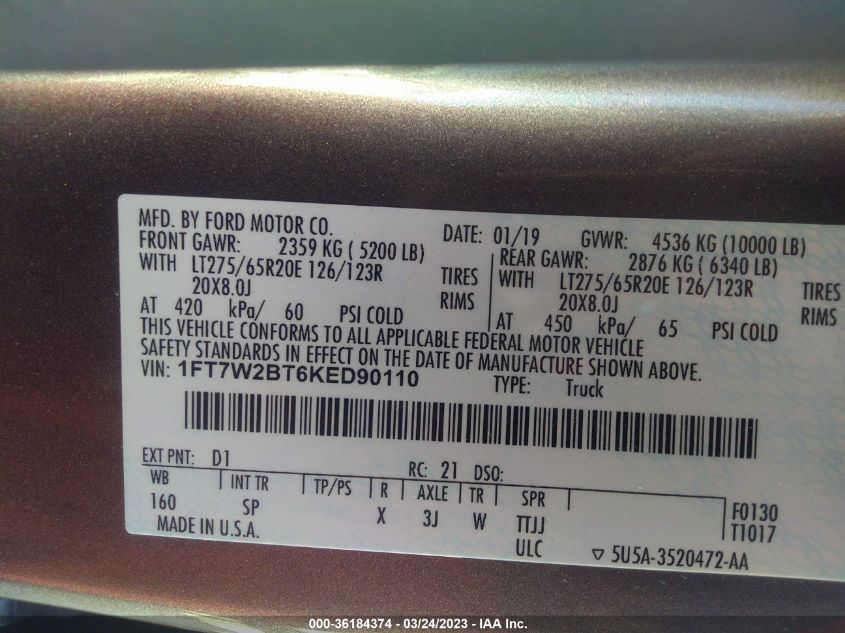 MFD. BY FORD MOTOR CO.
DATE: 01/19 GVWR: 4536 KG (10000 LB)
FRONT GAWR: 2359 KG ( 5200 LB)
WITH LT275/65R20E 126/123R TIRES
20X8.0J RIMS
AT 420 kPa/ 60 PSI COLD
REAR GAWR: 2876 KG ( 6340 LB)
WITH LT275/65R20E 126/123R TIRES
20X8.0J RIMS
AT 450 kPa/ 65 PSI COLD
THIS VEHICLE CONFORMS TO ALL APPLICABLE FEDERAL MOTOR VEHICLE
SAFETY STANDARDS IN EFFECT ON THE DATE OF MANUFACTURE SHOWN ABOVE.
VIN: 1FT7W2BT6KED90110
TYPE: Truck
EXT PNT: D1 RC: 21 DSO:
WB INT TR TP/PS R AXLE TR SPR
160 SP X 3J W TTJJ
ULC
F0130
T1017
MADE IN U.S.A.
▽ 5U5A-3520472-AA
000-36184374 - 03/24/2023 - IAA Inc.